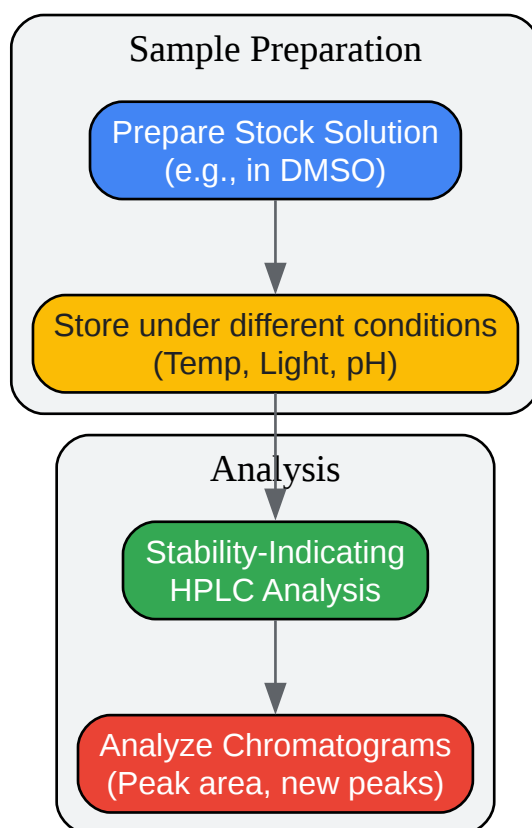 Sample Preparation
Prepare Stock Solution
(e.g., in DMSO)
Store under different conditions
(Temp, Light, pH)
Analysis
Stability-Indicating
HPLC Analysis
Analyze Chromatograms
(Peak area, new peaks)